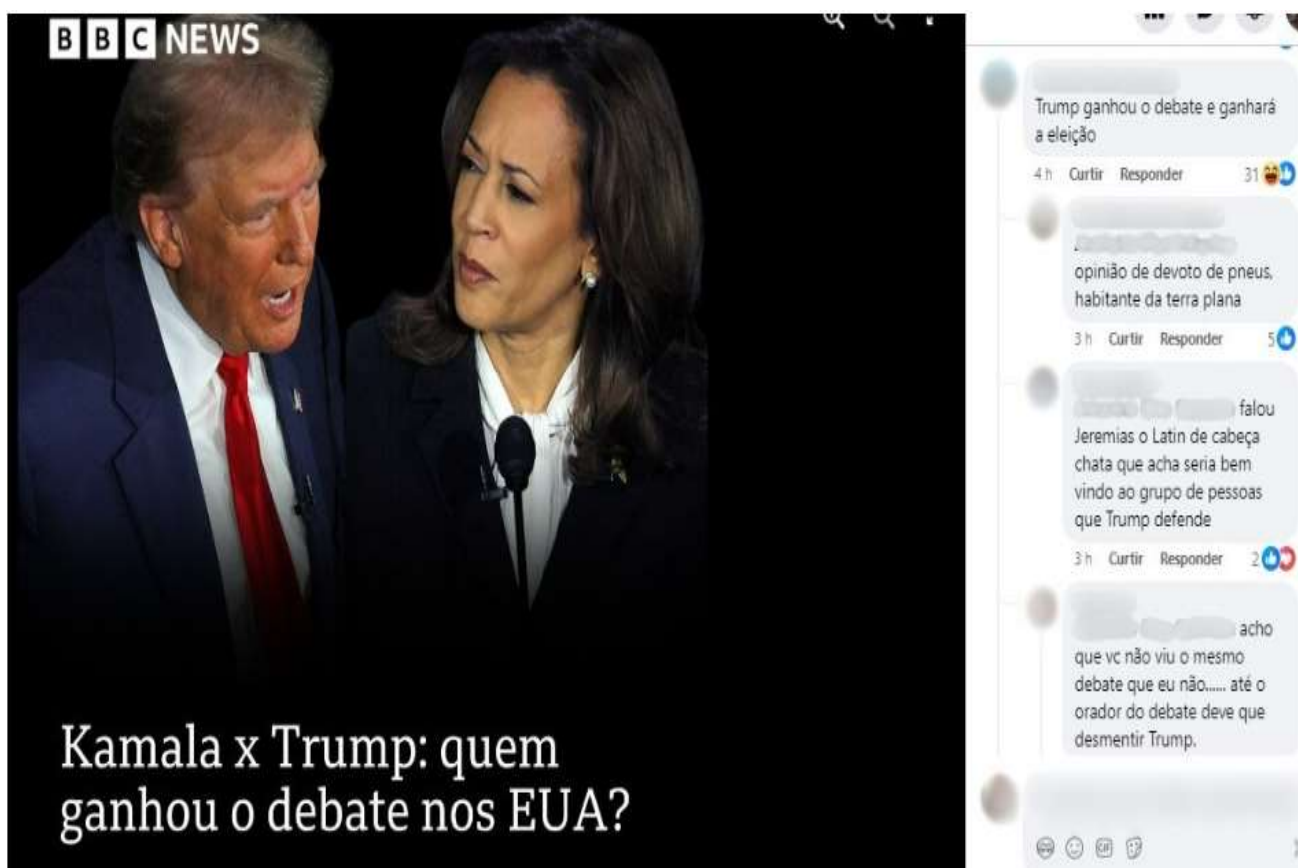 BBC NEWS
Kamala x Trump: quem
ganhou o debate nos EUA?
Trump ganhou o debate e ganhará
a eleição
4 h Curtir Responder 31
opinião de devoto de pneus,
habitante da terra plana
3 h Curtir Responder 5
falou
Jeremias o Latin de cabeça
chata que acha seria bem
vindo ao grupo de pessoas
que Trump defende
3 h Curtir Responder 2
acho
que vc não viu o mesmo
debate que eu não...... até o
orador do debate deve que
desmentir Trump.
GIF